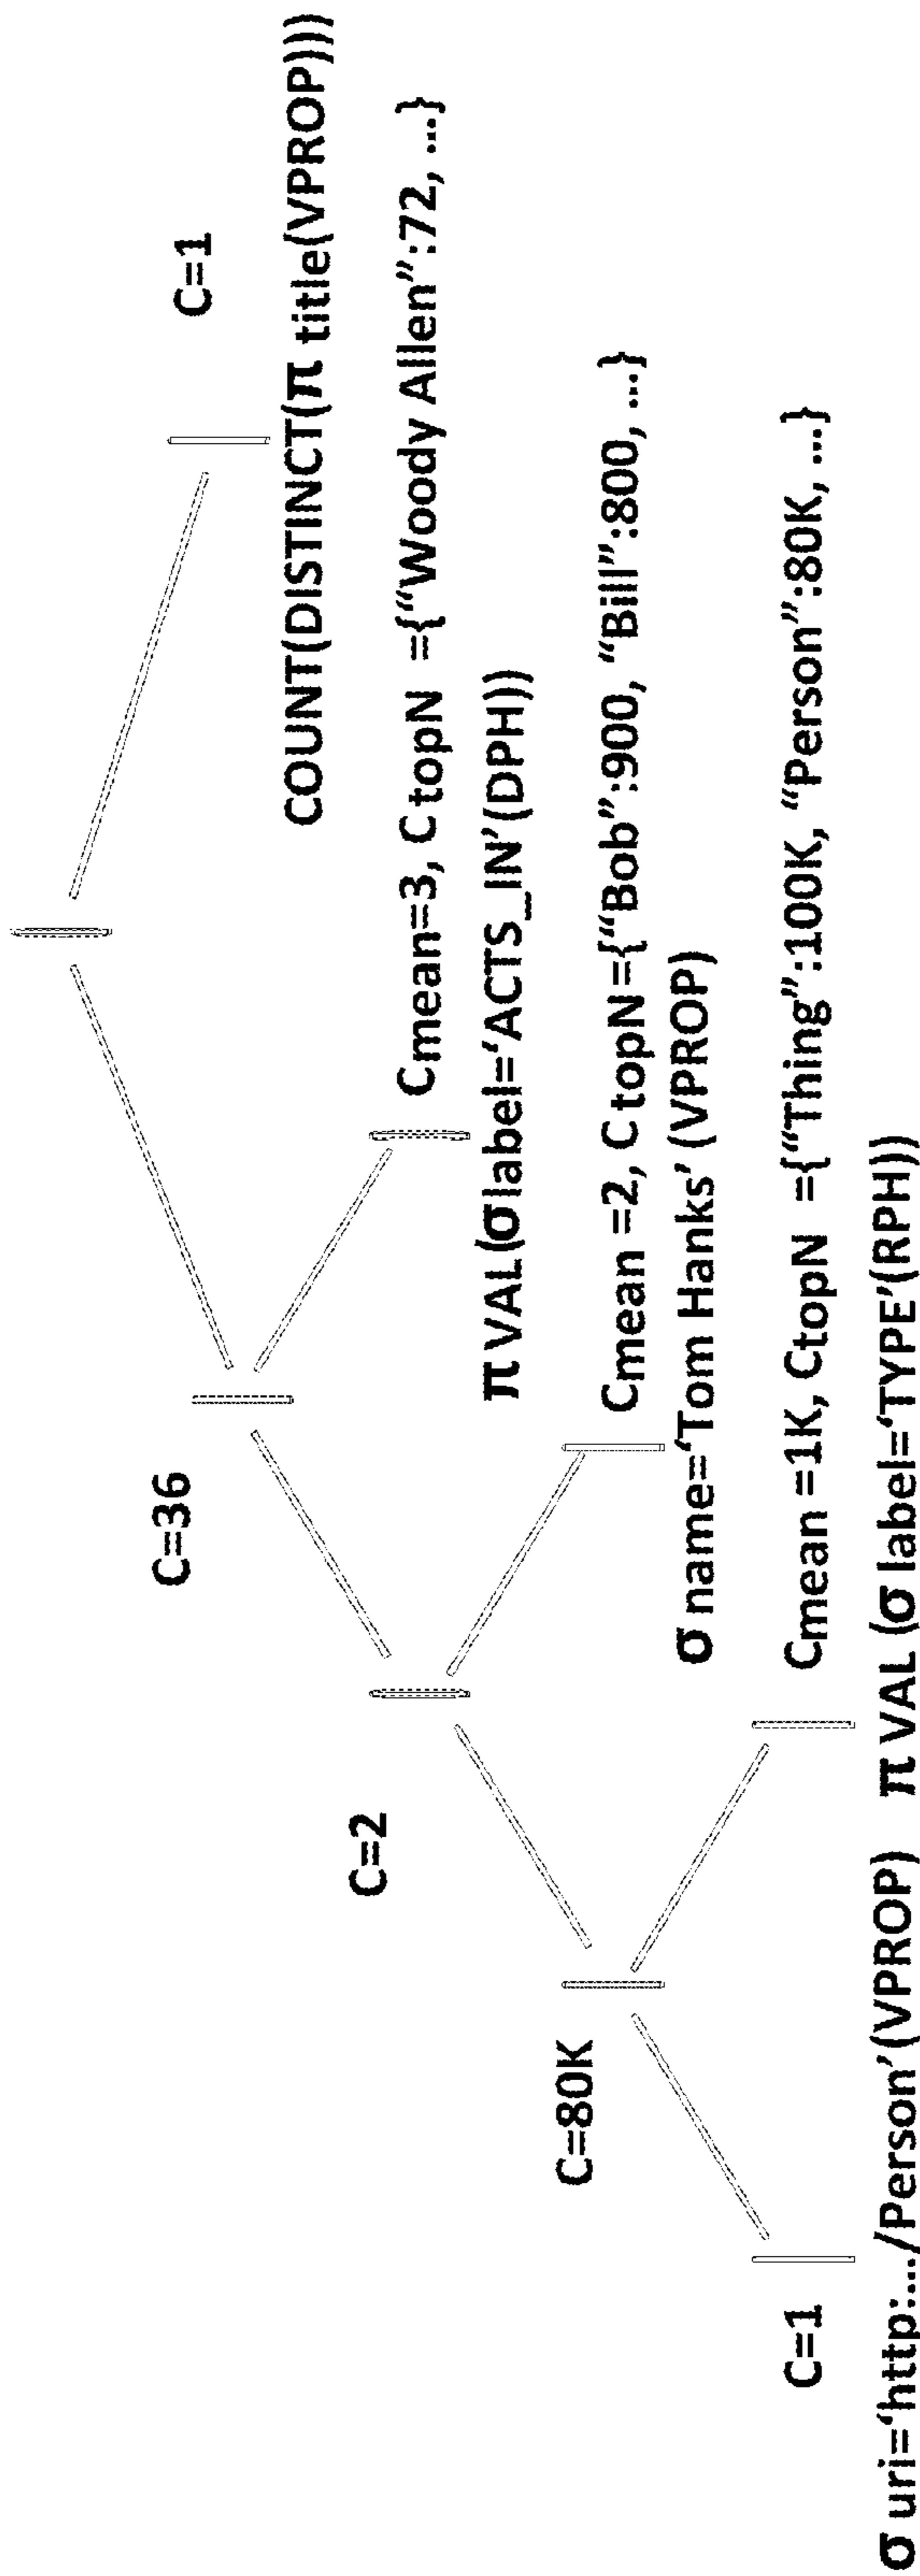 C=1
COUNT(DISTINCT(π title(VPROP))))
C=36
Cmean=3, C topN ={“Woody Allen”:72, ...}
π VAL(σlabel=‘ACTS_IN’(DPH))
C=2
Cmean =2, C topN={“Bob”:900, “Bill”:800, ...}
σ name=‘Tom Hanks’ (VPROP)
C=80K
Cmean =1K, CtopN ={“Thing”:100K, “Person”:80K, ...}
C=1
σ uri=‘http:.../Person’(VPROP) π VAL (σ label=‘TYPE’(RPH))